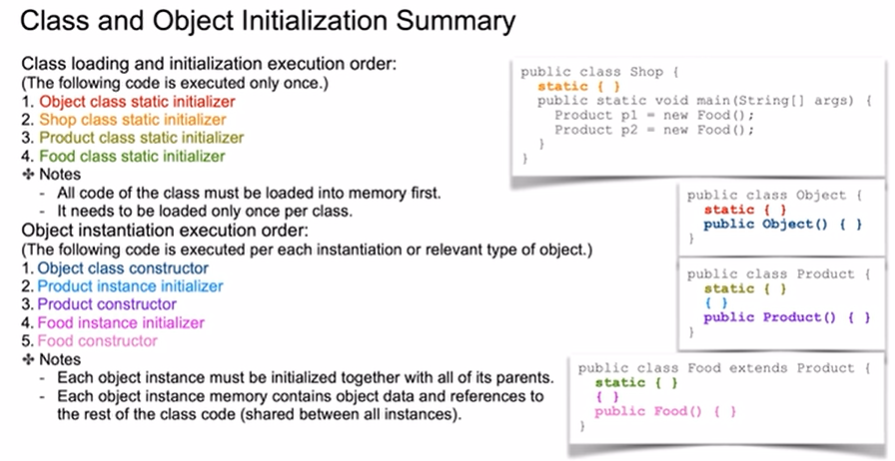 Class and Object Initialization Summary
Class loading and initialization execution order:
(The following code is executed only once.)
1. Object class static initializer
2. Shop class static initializer
3. Product class static initializer
4. Food class static initializer
✣ Notes
- All code of the class must be loaded into memory first.
- It needs to be loaded only once per class.
Object instantiation execution order:
(The following code is executed per each instantiation or relevant type of object.)
1. Object class constructor
2. Product instance initializer
3. Product constructor
4. Food instance initializer
5. Food constructor
✣ Notes
- Each object instance must be initialized together with all of its parents.
- Each object instance memory contains object data and references to
the rest of the class code (shared between all instances).
public class Shop {
static { }
public static void main(String[] args) {
Product p1 = new Food();
Product p2 = new Food();
}
}
public class Object {
static { }
public Object() { }
}
public class Product {
static { }
{ }
public Product() { }
}
public class Food extends Product {
static { }
{ }
public Food() { }
}